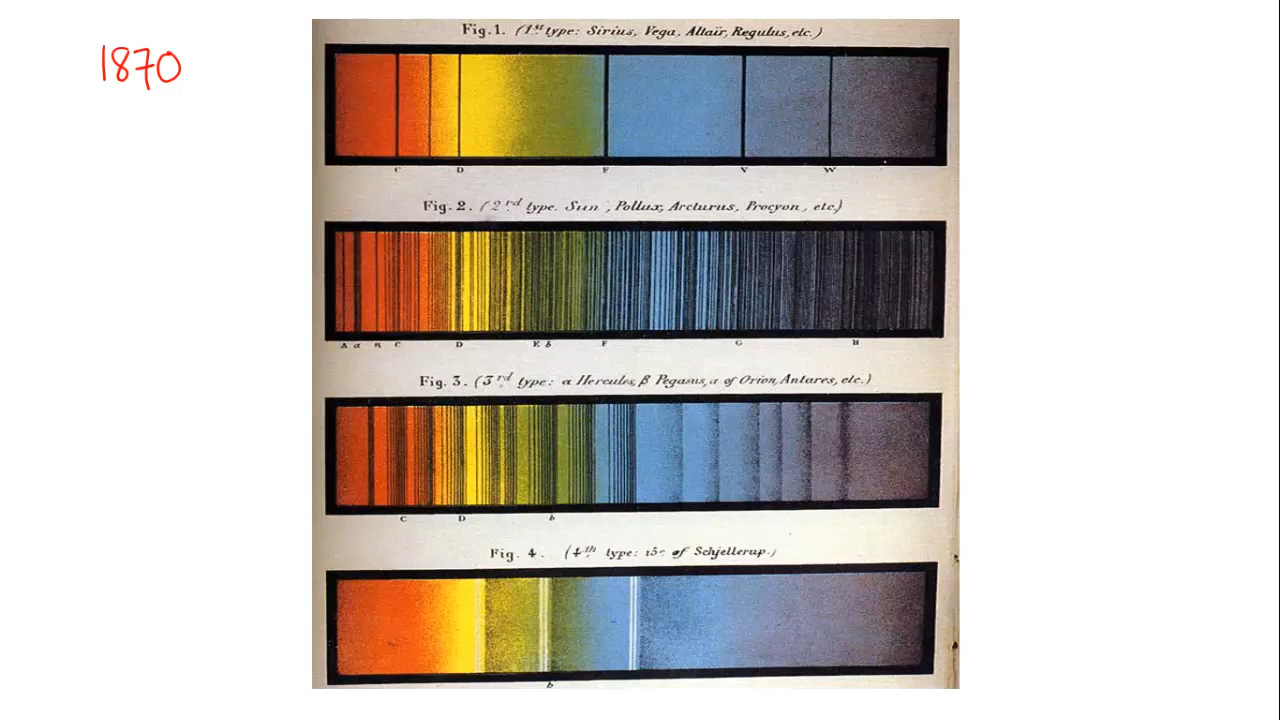 1870
Fig.1. (1st type: Sirius, Vega, Altaïr, Regulus, etc.)
C D F V W
Fig. 2. (2rd type. Sun, Pollux, Arcturus, Procyon, etc.)
A a B C D E b F G H
Fig. 3. (3rd type: α Hercules, β Pegasus, α of Orion, Antares, etc.)
C D b
Fig. 4. (4th type: 152 of Schjellerup.)
b